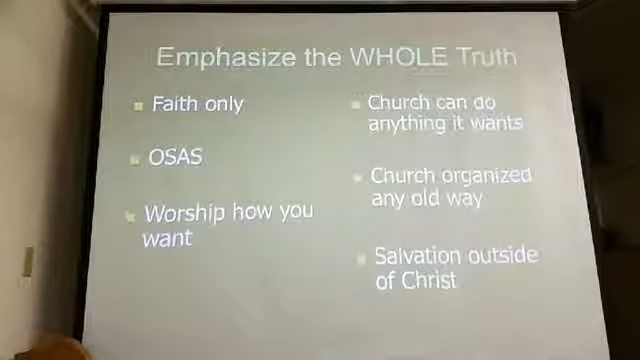 Emphasize the WHOLE Truth
Faith only
OSAS
Worship how you
want
Church can do
anything it wants
Church organized
any old way
Salvation outside
of Christ